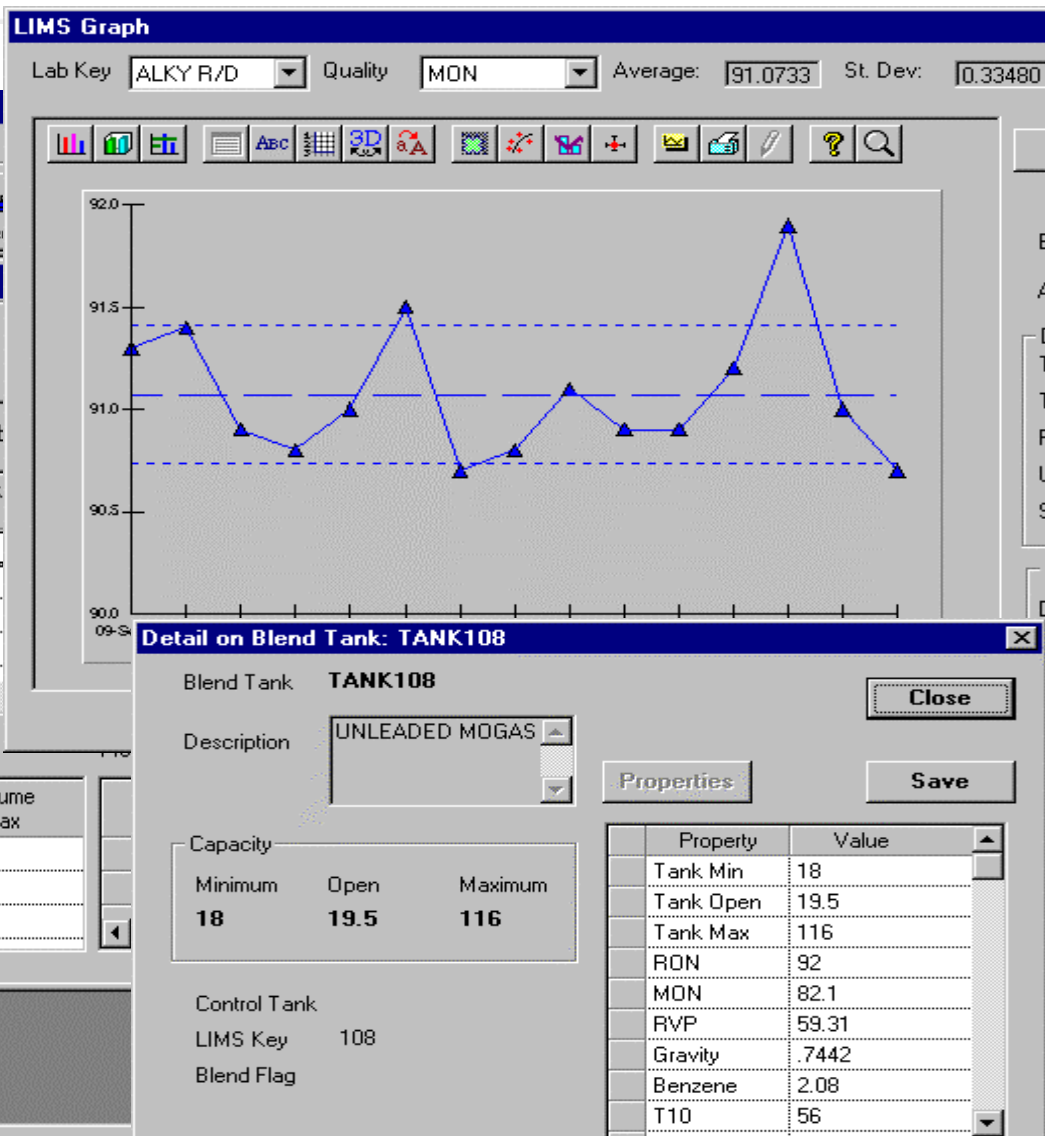 LIMS Graph
Lab Key ALKY R/D Quality MON Average: 91.0733 St. Dev: 0.33480
ABC 3D A
92.0
91.5
91.0
90.5
90.0
Detail on Blend Tank: TANK108
Blend Tank TANK108
Close
Description UNLEADED MOGAS
Properties Save
Capacity
Minimum Open Maximum
18 19.5 116
Property Value
Tank Min 18
Tank Open 19.5
Tank Max 116
RON 92
MON 82.1
RVP 59.31
Gravity .7442
Benzene 2.08
T10 56
Control Tank
LIMS Key 108
Blend Flag